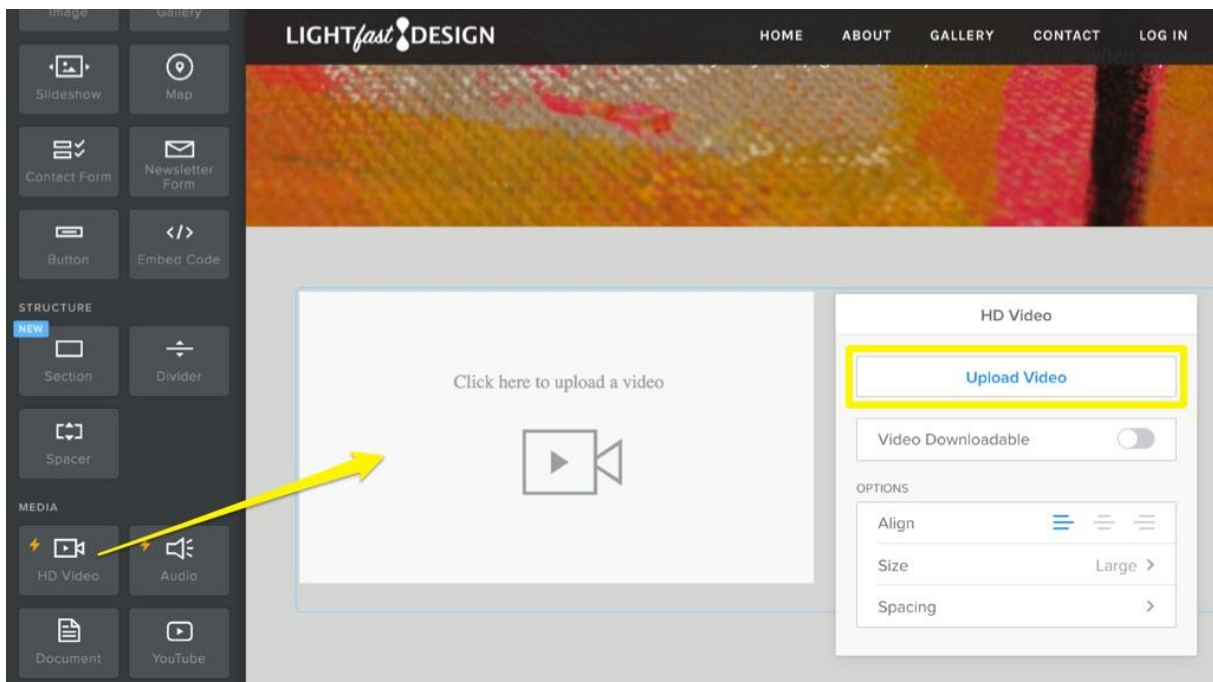 Image
Gallery
Slideshow
Map
Contact Form
Newsletter
Form
Button
Embed Code
STRUCTURE
NEW
Section
Divider
Spacer
MEDIA
HD Video
Audio
Document
YouTube
LIGHTfast DESIGN
HOME
ABOUT
GALLERY
CONTACT
LOG IN
Click here to upload a video
HD Video
Upload Video
Video Downloadable
OPTIONS
Align
Size
Large
Spacing